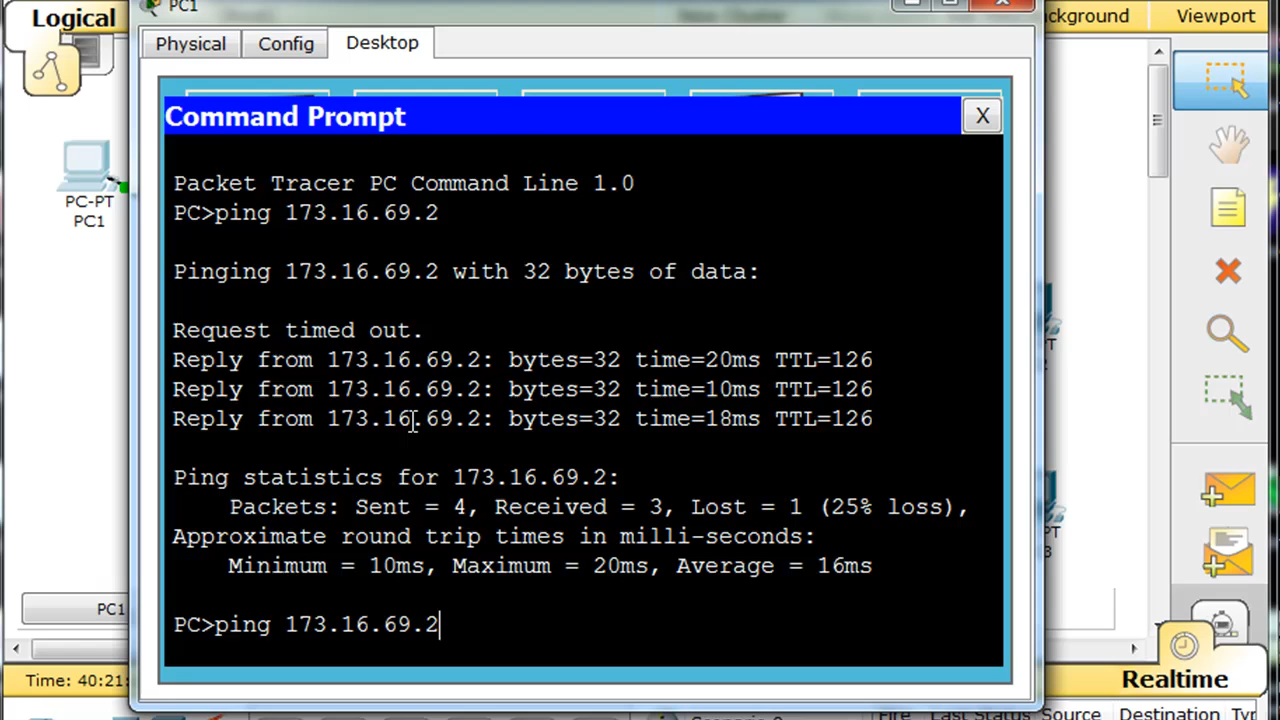 Logical
PC1
ckground
Viewport
Physical
Config
Desktop
Command Prompt
X
Packet Tracer PC Command Line 1.0
PC>ping 173.16.69.2
Pinging 173.16.69.2 with 32 bytes of data:
Request timed out.
Reply from 173.16.69.2: bytes=32 time=20ms TTL=126
Reply from 173.16.69.2: bytes=32 time=10ms TTL=126
Reply from 173.16.69.2: bytes=32 time=18ms TTL=126
Ping statistics for 173.16.69.2:
Packets: Sent = 4, Received = 3, Lost = 1 (25% loss),
Approximate round trip times in milli-seconds:
Minimum = 10ms, Maximum = 20ms, Average = 16ms
PC>ping 173.16.69.2
PC-PT
PC1
PT
3
PC1
Time: 40:21:
Realtime
Fire
Last Status
Source
Destination
Typ